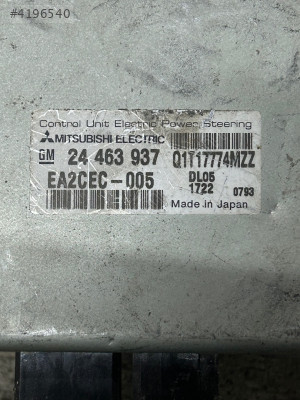 #4196540
Control Unit Electric Power Steering
MITSUBISHI ELECTRIC
GM 24 463 937 Q1T17774MZZ
EA2CEC-005 DL05
1722 0793
Made in Japan